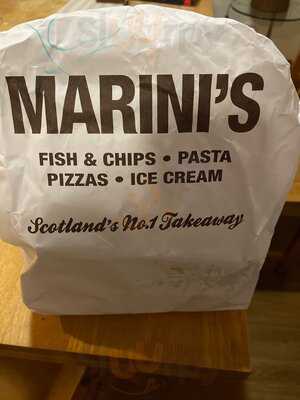 MARINI'S
FISH & CHIPS • PASTA
PIZZAS • ICE CREAM
Scotland's No.1 Takeaway